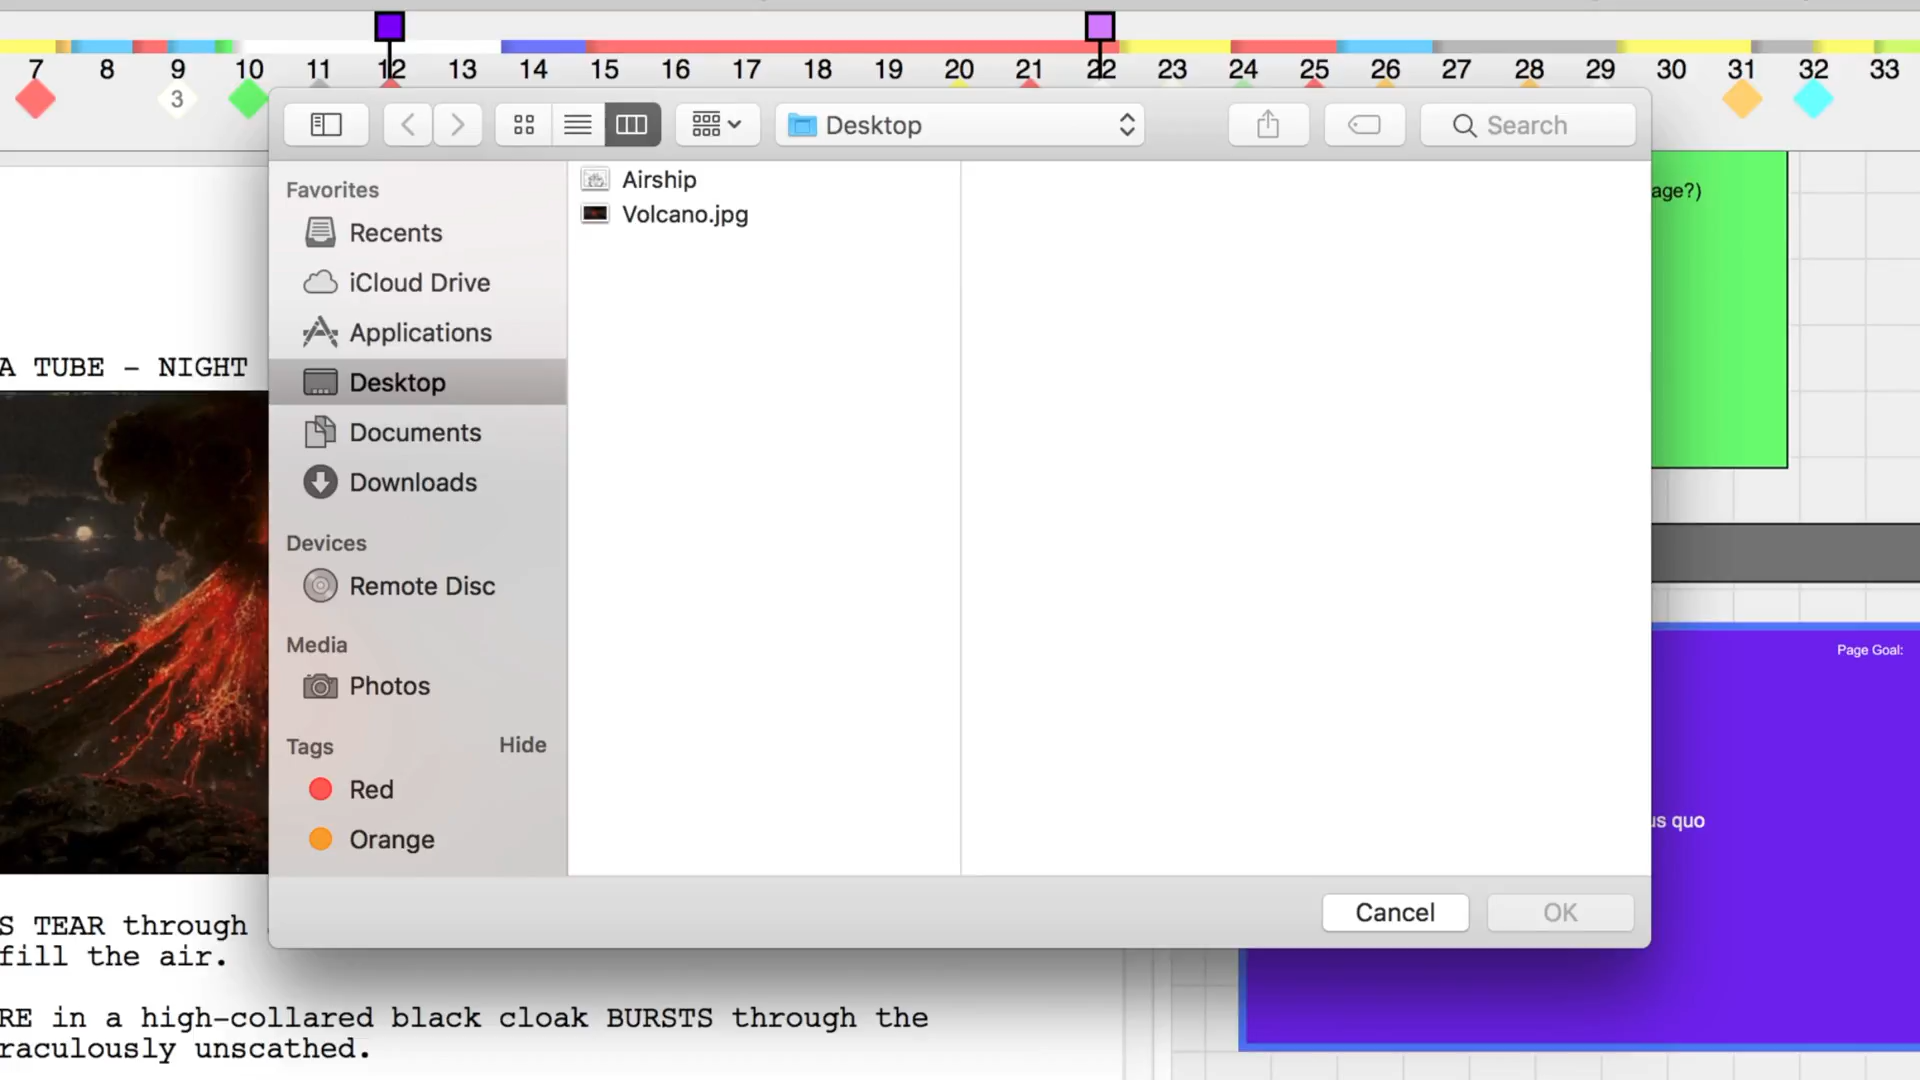 7 8 9 10 11 12 13 14 15 16 17 18 19 20 21 22 23 24 25 26 27 28 29 30 31 32 33
3
Desktop
Search
Favorites
Recents
iCloud Drive
Applications
Desktop
Documents
Downloads
Devices
Remote Disc
Media
Photos
Tags Hide
Red
Orange
Airship
Volcano.jpg
Cancel OK
age?)
Page Goal:
us quo
A TUBE - NIGHT
S TEAR through
fill the air.
RE in a high-collared black cloak BURSTS through the
raculously unscathed.